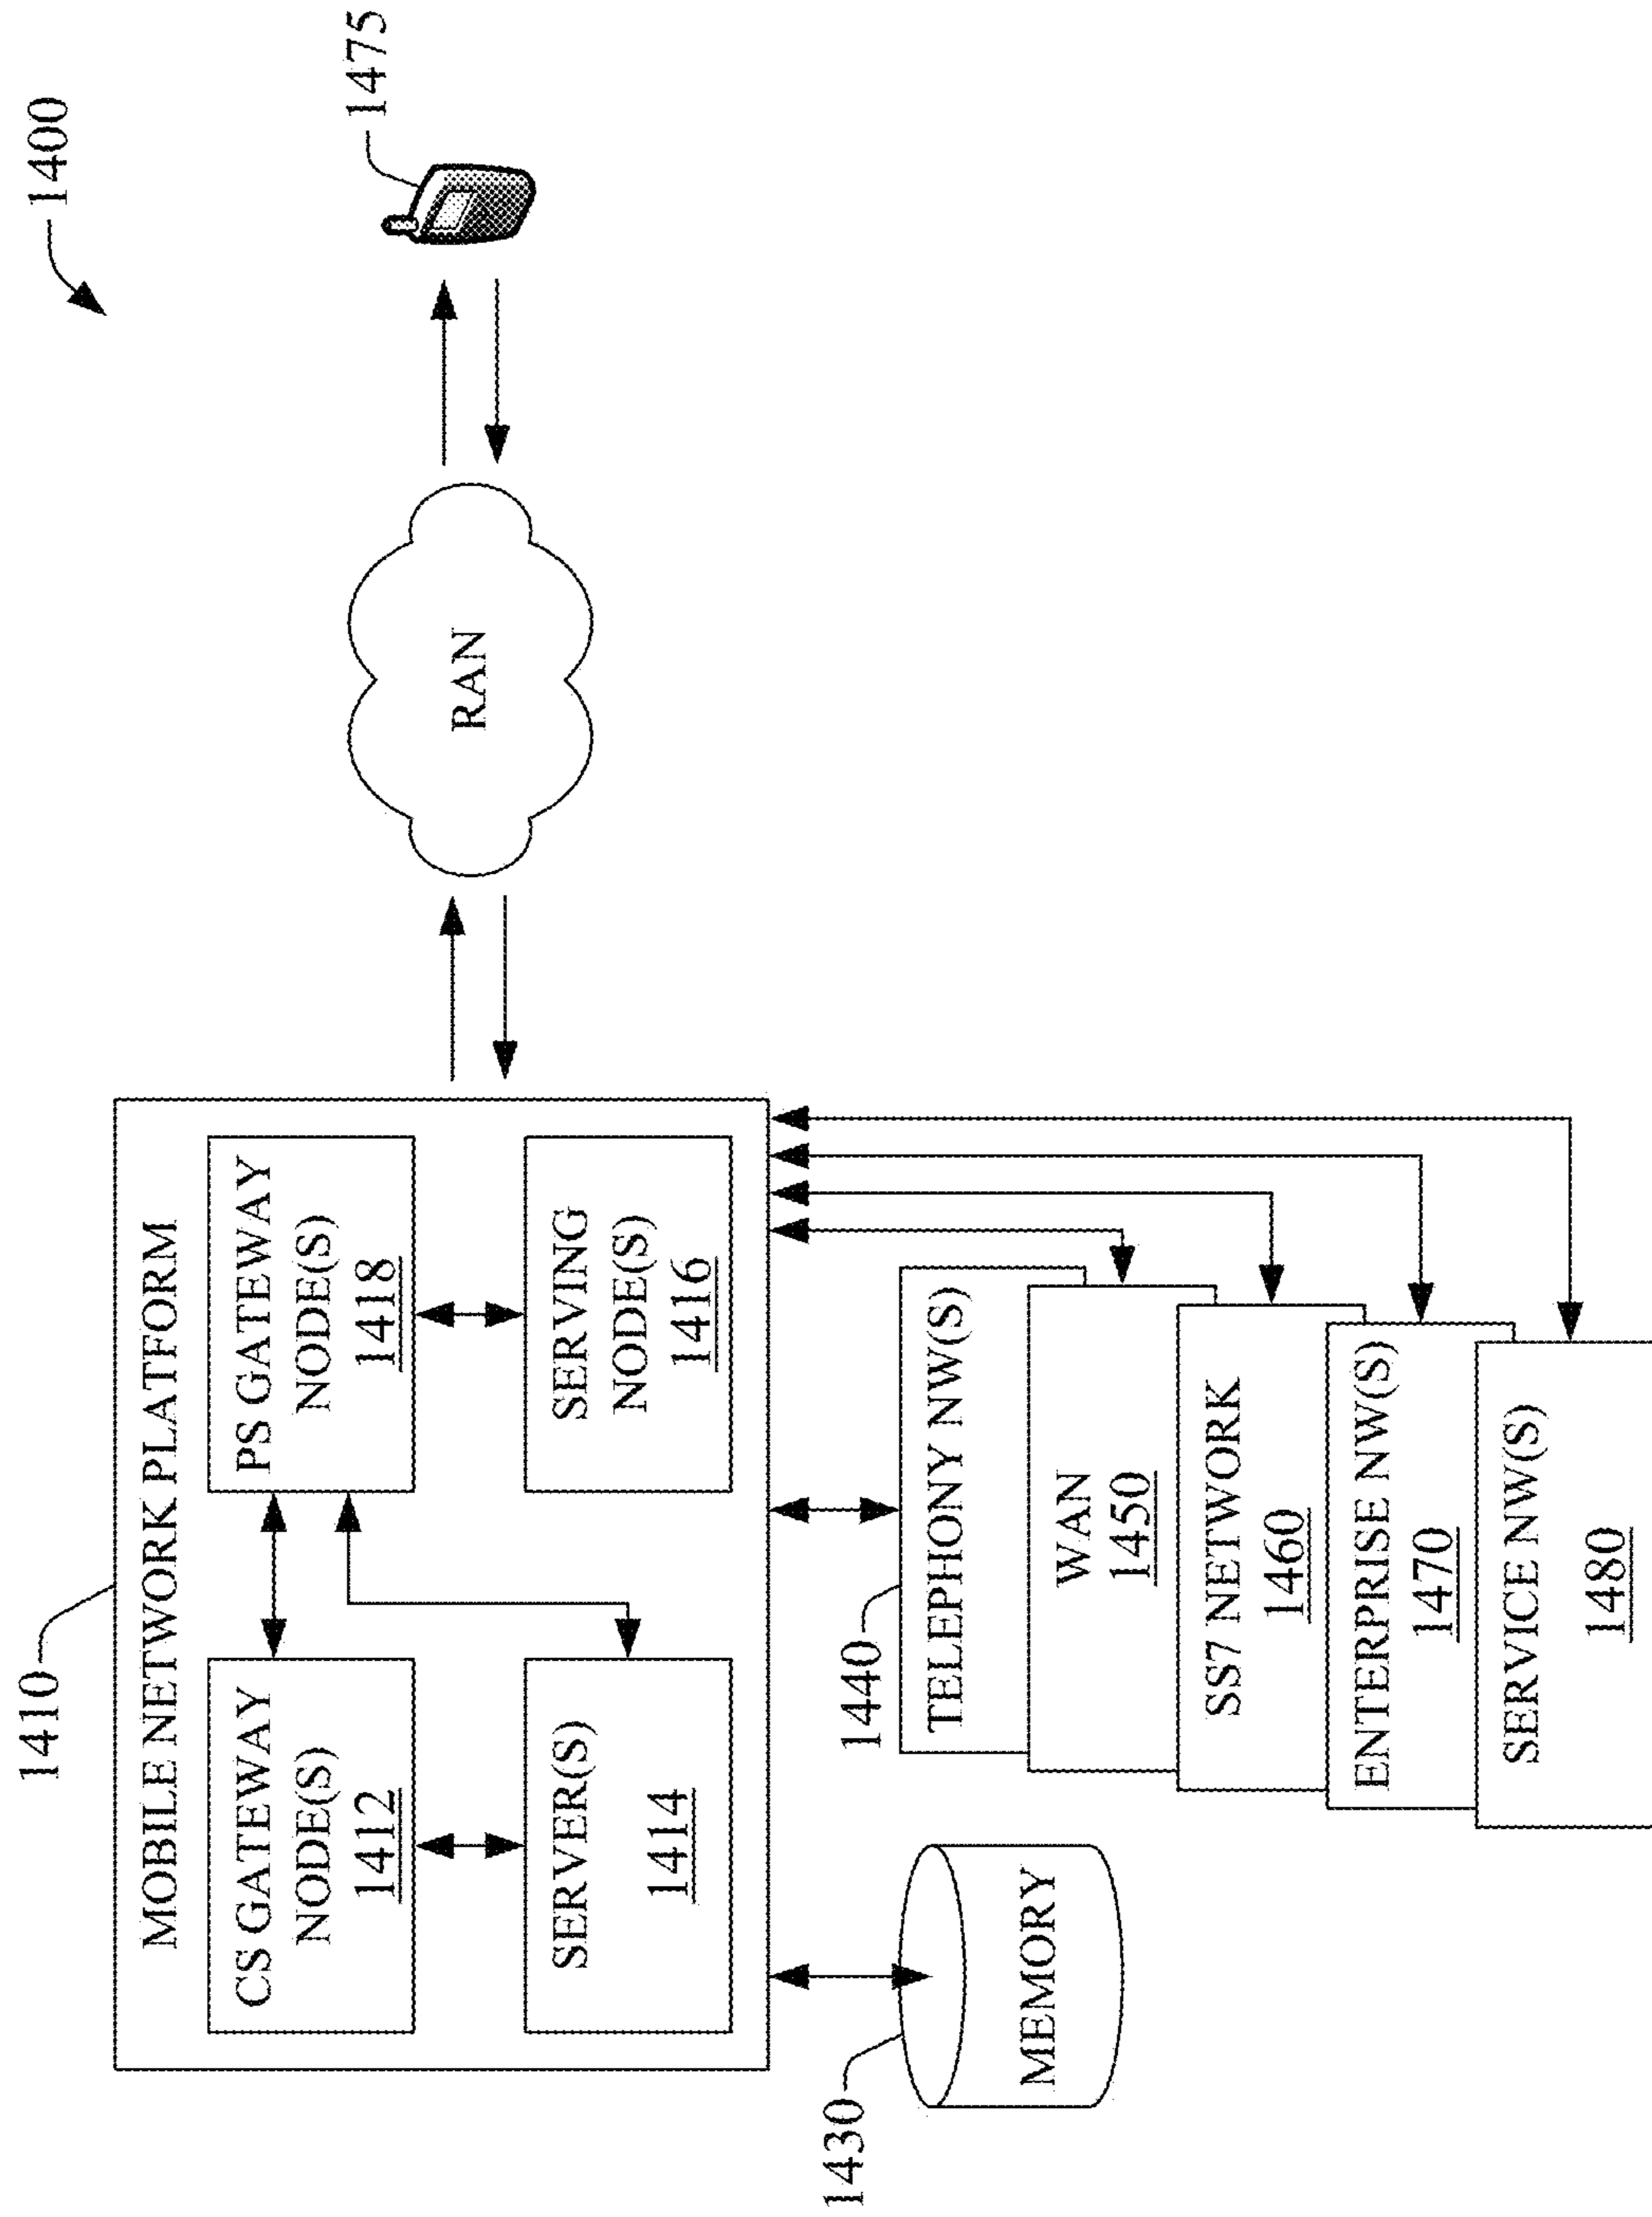 1400
1410
MOBILE NETWORK PLATFORM
CS GATEWAY
NODE(S)
1412
PS GATEWAY
NODE(S)
1418
SERVER(S)
1414
SERVING
NODE(S)
1416
RAN
1475
1430
MEMORY
1440
TELEPHONY NW(S)
WAN
1450
SS7 NETWORK
1460
ENTERPRISE NW(S)
1470
SERVICE NW(S)
1480